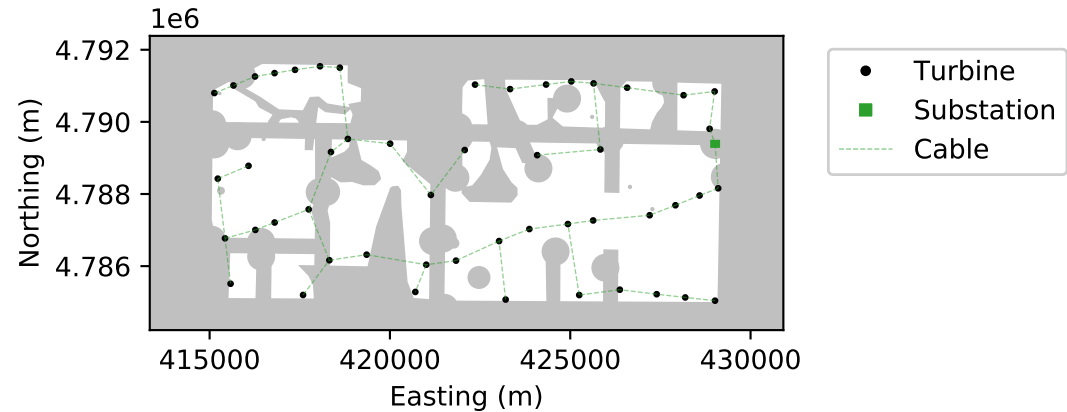 1e6
4.792
4.790
4.788
4.786
Northing (m)
415000 420000 425000 430000
Easting (m)
Turbine
Substation
Cable